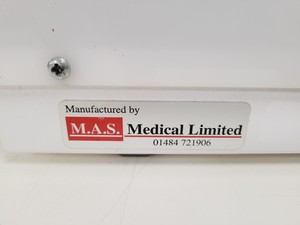 Manufactured by
M.A.S. Medical Limited
01484 721906